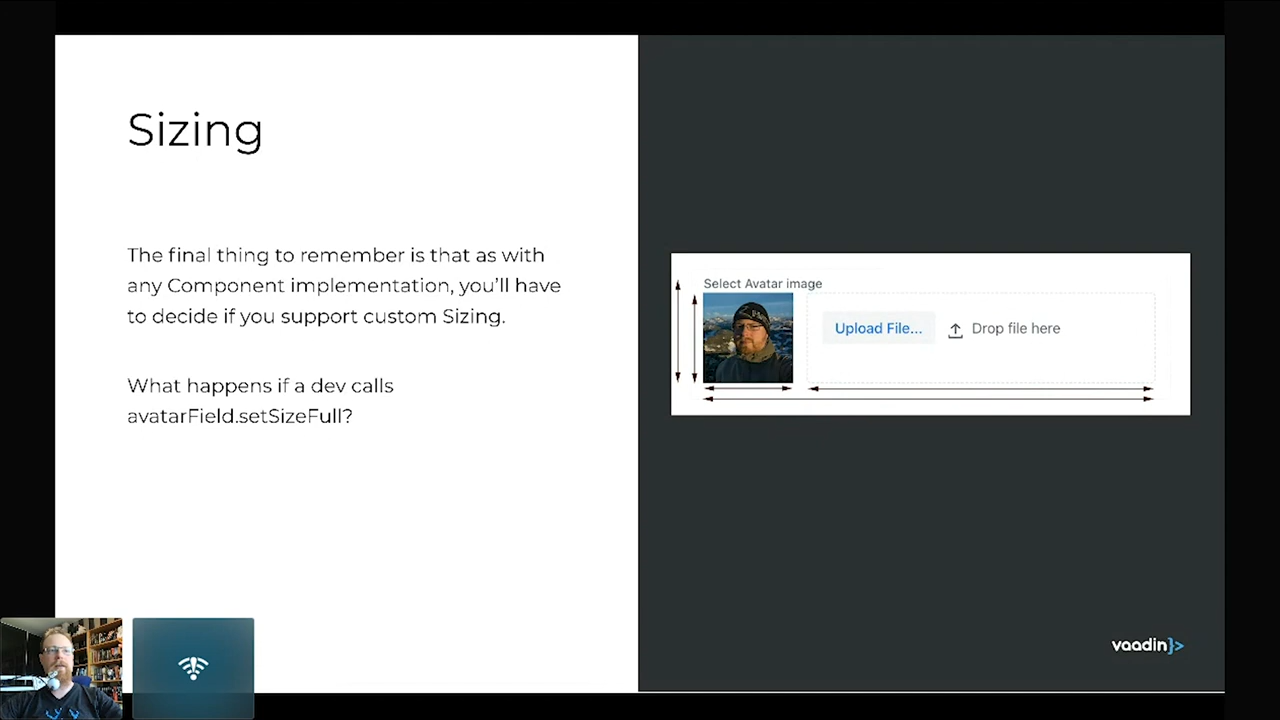 Sizing
The final thing to remember is that as with
any Component implementation, you'll have
to decide if you support custom Sizing.
What happens if a dev calls
avatarField.setSizeFull?
Select Avatar image
Upload File...
Drop file here
vaadin}>